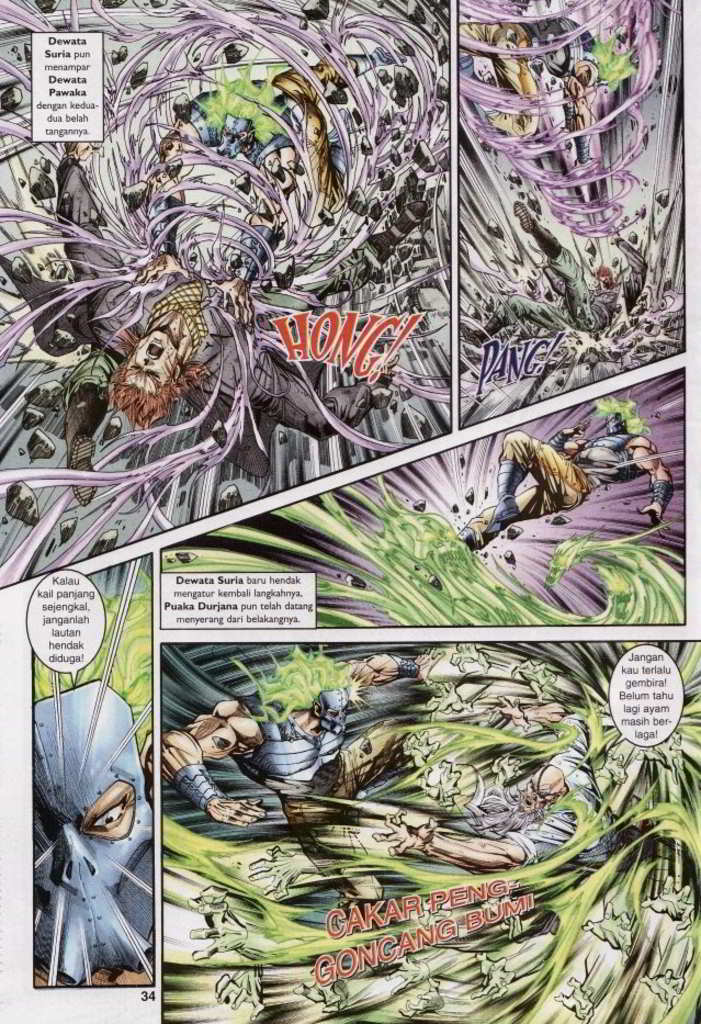 Dewata
Suria pun
menampar
Dewata
Pawaka
dengan kedua-
dua belah
tangannya.
HONG!
PANG!
Dewata Suria baru hendak
mengatur kembali langkahnya,
Puaka Durjana pun telah datang
menyerang dari belakangnya.
Kalau
kail panjang
sejengkal,
janganlah
lautan
hendak
diduga!
Jangan
kau terlalu
gembira!
Belum tahu
lagi ayam
masih ber-
laga!
CAKAR PENG-
GONCANG BUMI
34